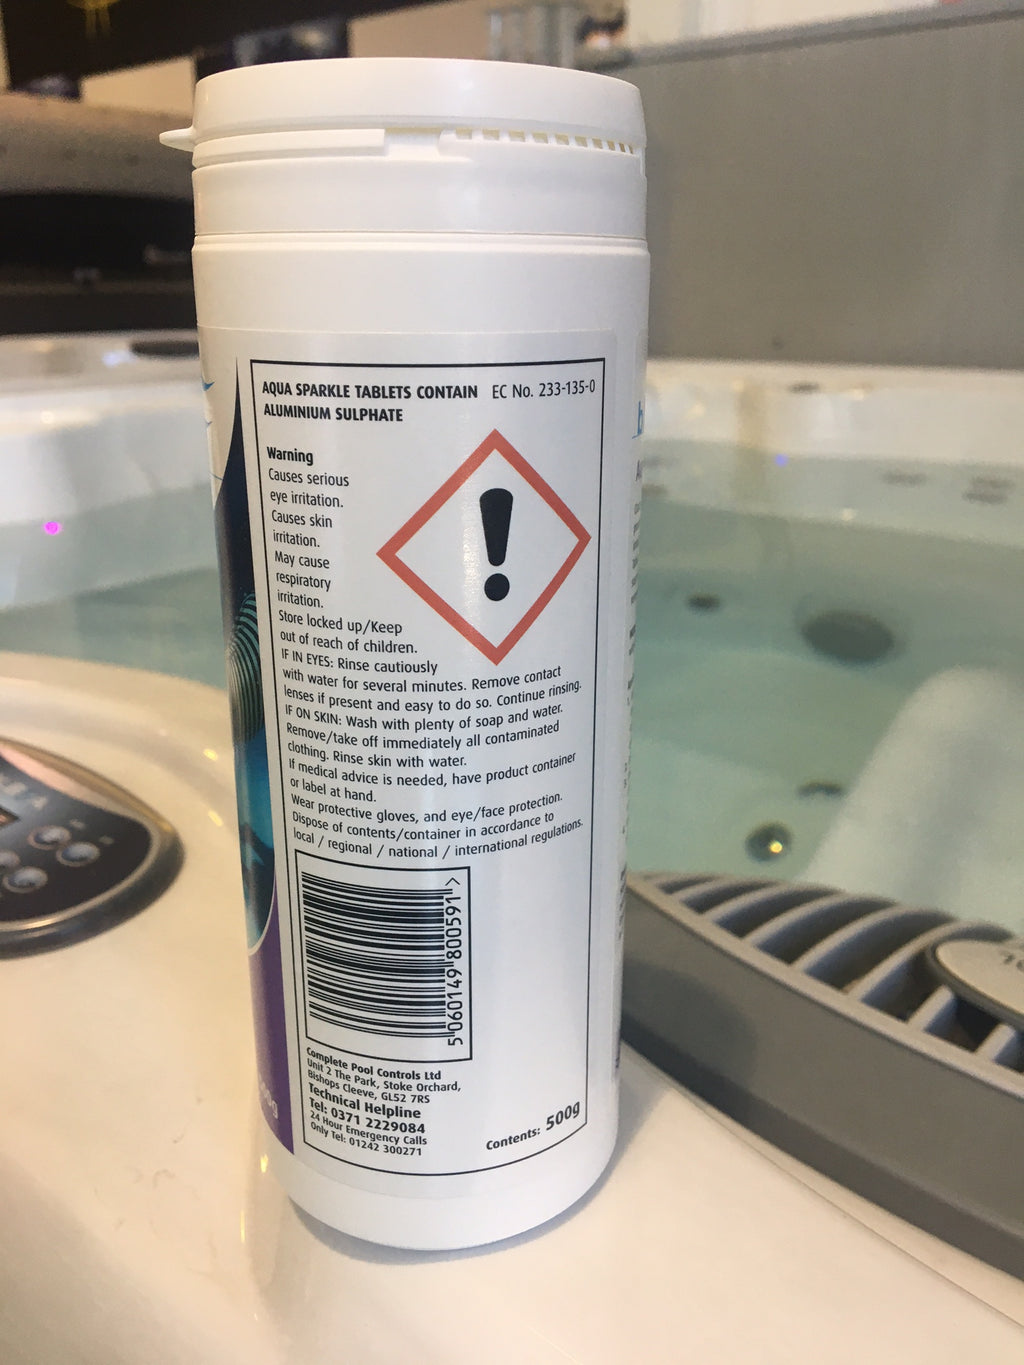 AQUA SPARKLE TABLETS CONTAIN EC No. 233-135-0
ALUMINIUM SULPHATE
Warning
Causes serious
eye irritation.
Causes skin
irritation.
May cause
respiratory
irritation.
Store locked up/Keep
out of reach of children.
IF IN EYES: Rinse cautiously
with water for several minutes. Remove contact
lenses if present and easy to do so. Continue rinsing.
IF ON SKIN: Wash with plenty of soap and water.
Remove/take off immediately all contaminated
clothing. Rinse skin with water.
If medical advice is needed, have product container
or label at hand.
Wear protective gloves, and eye/face protection.
Dispose of contents/container in accordance to
local / regional / national / international regulations.
5 060149 800591 >
Complete Pool Controls Ltd
Unit 2 The Park, Stoke Orchard,
Bishops Cleeve, GL52 7RS
Technical Helpline
Tel: 0371 2229084
24 Hour Emergency Calls
Only Tel: 01242 300271
Contents: 500g